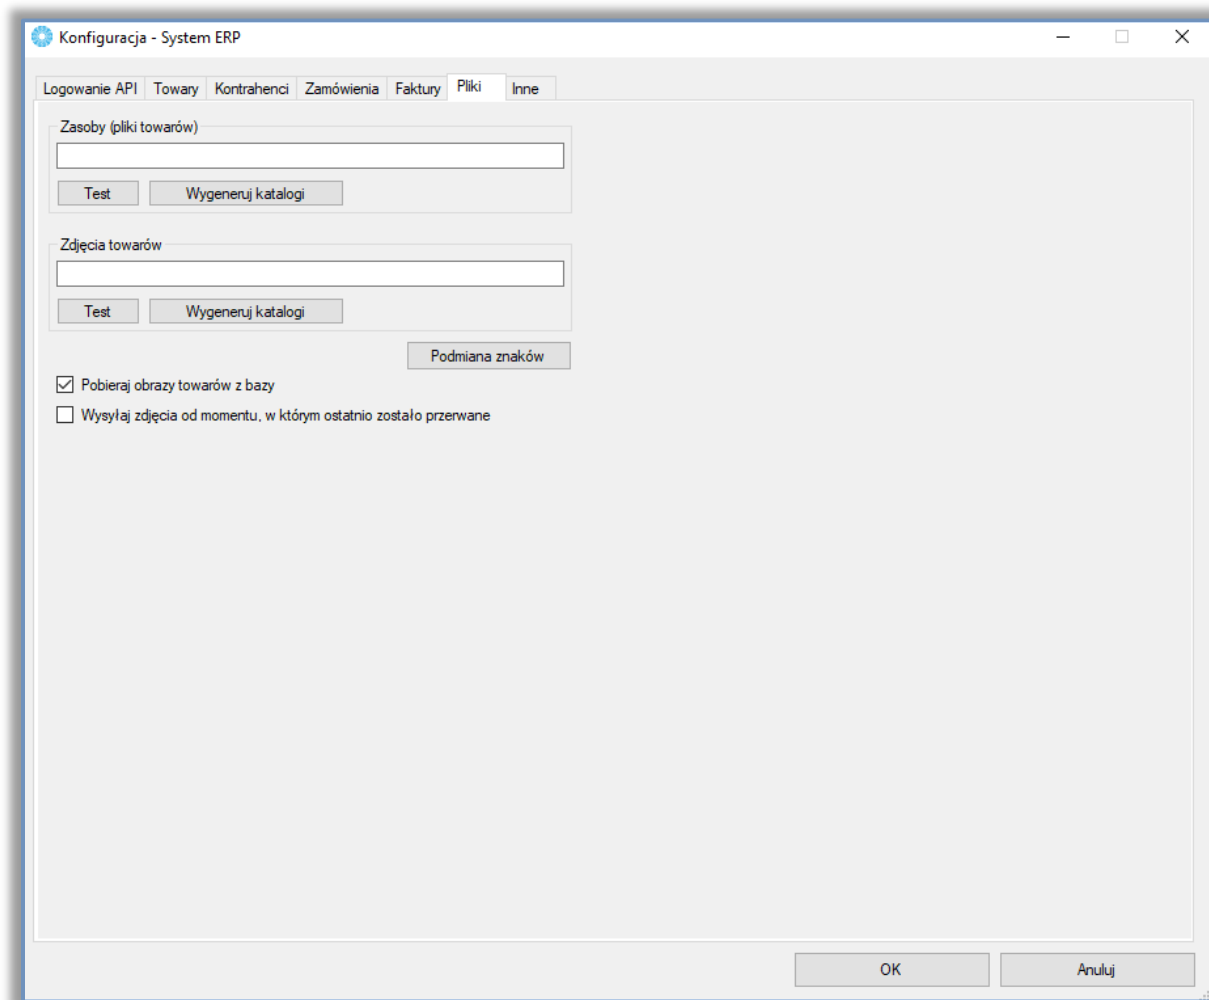 Konfiguracja - System ERP
Logowanie API Towary Kontrahenci Zamówienia Faktury Pliki Inne
Zasoby (pliki towarów)
Test Wygeneruj katalogi
Zdjęcia towarów
Test Wygeneruj katalogi
Podmiana znaków
Pobieraj obrazy towarów z bazy
Wysyłaj zdjęcia od momentu, w którym ostatnio zostało przerwane
OK Anuluj